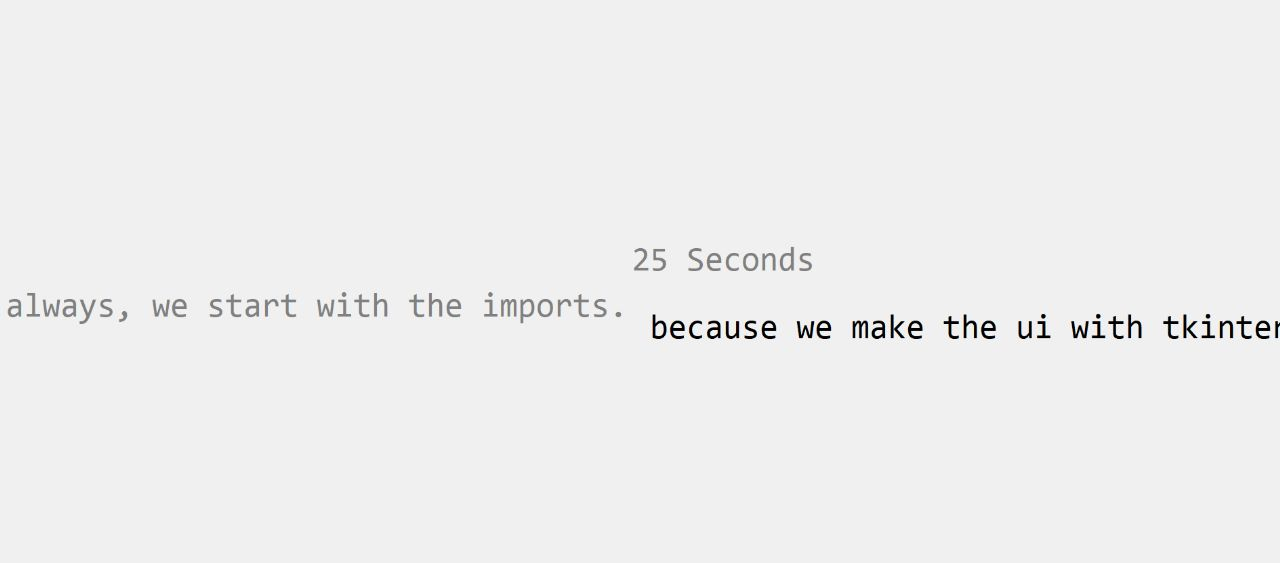 25 Seconds
always, we start with the imports.
because we make the ui with tkinter